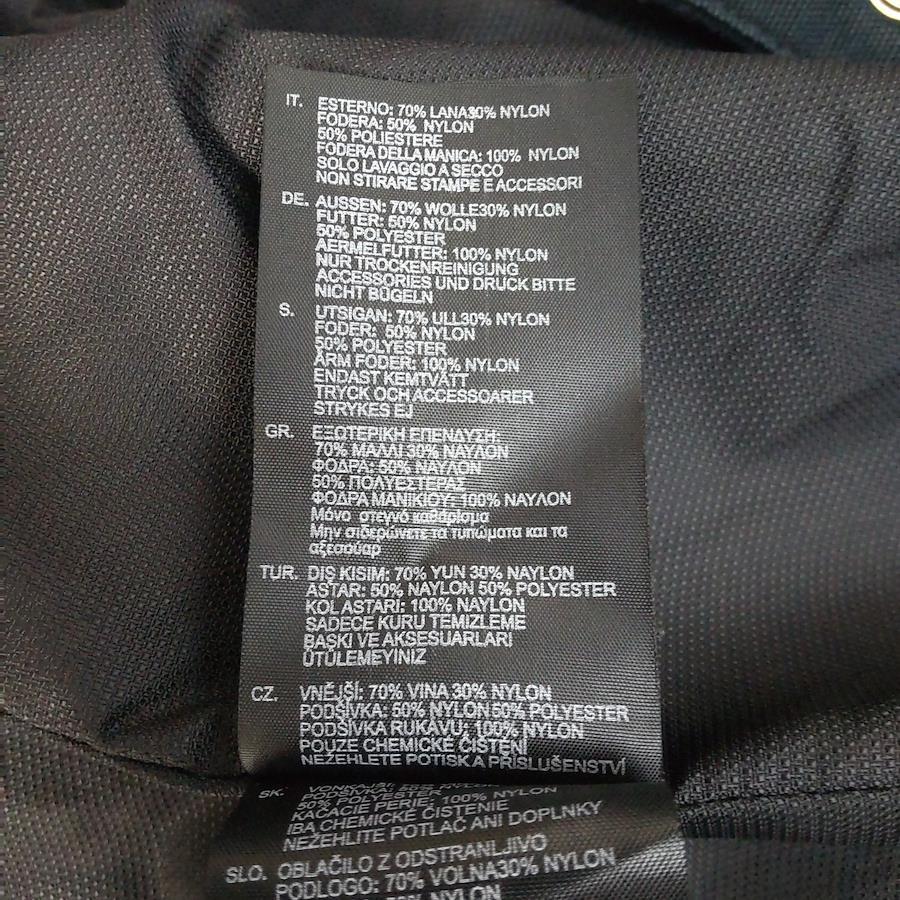 IT. ESTERNO: 70% LANA30% NYLON
FODERA: 50% NYLON
50% POLIESTERE
FODERA DELLA MANICA: 100% NYLON
SOLO LAVAGGIO A SECCO
NON STIRARE STAMPE E ACCESSORI
DE. AUSSEN: 70% WOLLE30% NYLON
FUTTER: 50% NYLON
50% POLYESTER
AERMELFUTTER: 100% NYLON
NUR TROCKENREINIGUNG
ACCESSORIES UND DRUCK BITTE
NICHT BÜGELN
S. UTSIGAN: 70% ULL30% NYLON
FODER: 50% NYLON
50% POLYESTER
ÄRM FODER: 100% NYLON
ENDAST KEMTVÄTT
TRYCK OCH ACCESSOARER
STRYKES EJ
GR. ΕΞΩΤΕΡΙΚΗ ΕΠΕΝΔΥΣΗ:
70% ΜΑΛΛΙ 30% ΝΑΥΛΟΝ
ΦΟΔΡΑ: 50% ΝΑΥΛΟΝ
50% ΠΟΛΥΕΣΤΕΡΑΣ
ΦΟΔΡΑ ΜΑΝΙΚΙΟΥ: 100% ΝΑΥΛΟΝ
Μόνο στεγνό καθάρισμα
Μην σιδερώνετε τα τυπώματα και τα
αξεσουάρ
TUR. DIŞ KISIM: 70% YUN 30% NAYLON
ASTAR: 50% NAYLON 50% POLYESTER
KOL ASTARI: 100% NAYLON
SADECE KURU TEMIZLEME
BASKI VE AKSESUARLARI
ÜTÜLEMEYINIZ
CZ. VNĚJŠÍ: 70% VINA 30% NYLON
PODŠÍVKA: 50% NYLON50% POLYESTER
PODŠÍVKA RUKÁVU: 100% NYLON
POUZE CHEMICKÉ ČISTĚNÍ
NEŽEHLETE POTISK A PŘÍSLUŠENSTVÍ
SK.
50% POLYESTER
KACACIE PERIE: 100% NYLON
IBA CHEMICKÉ ČISTENIE
NEŽEHLITE POTLAČ ANI DOPLNKY
SLO. OBLAČILO Z ODSTRANLJIVO
PODLOGO: 70% VOLNA30% NYLON
NYLON